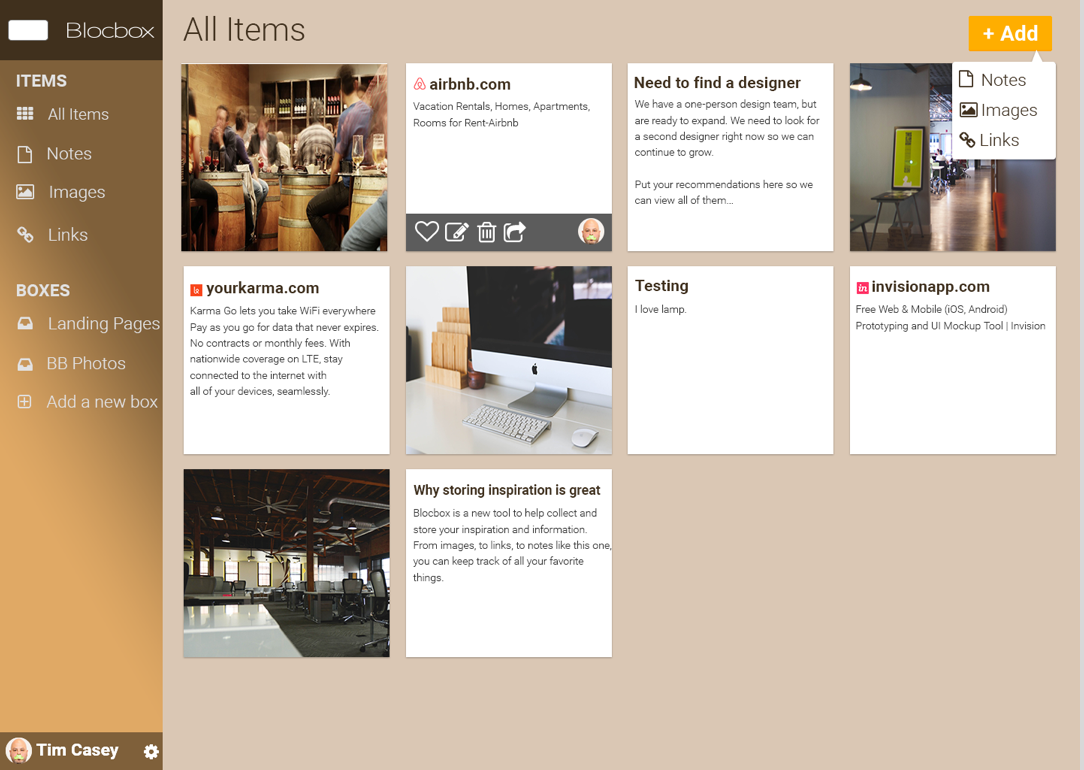 Blocbox
All Items
+ Add
ITEMS
All Items
Notes
Images
Links
BOXES
Landing Pages
BB Photos
Add a new box
Tim Casey
Notes
Images
Links
airbnb.com
Vacation Rentals, Homes, Apartments,
Rooms for Rent-Airbnb
Need to find a designer
We have a one-person design team, but
are ready to expand. We need to look for
a second designer right now so we can
continue to grow.
Put your recommendations here so we
can view all of them...
yourkarma.com
Karma Go lets you take WiFi everywhere
Pay as you go for data that never expires.
No contracts or monthly fees. With
nationwide coverage on LTE, stay
connected to the internet with
all of your devices, seamlessly.
Testing
I love lamp.
in
invisionapp.com
Free Web & Mobile (iOS, Android)
Prototyping and UI Mockup Tool | Invision
Why storing inspiration is great
Blocbox is a new tool to help collect and
store your inspiration and information.
From images, to links, to notes like this one,
you can keep track of all your favorite
things.